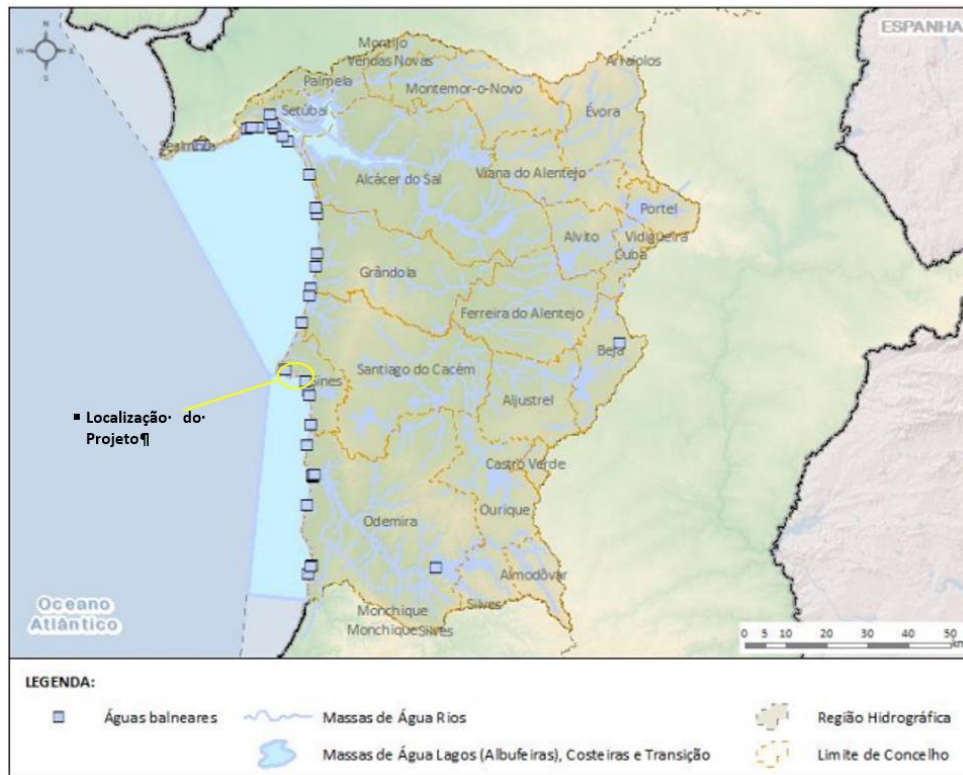 ESPANHA
N
W
E
S
Montijo
Vendas Novas
Arraiolos
Palmela
Montemor-o-Novo
Setúbal
Évora
Sesimbra
Viana do Alentejo
Alcácer do Sal
Portel
Alvito
Vidigueira
Cuba
Grândola
Ferreira do Alentejo
Beja
Santiago do Cacém
Sines
Aljustrel
▪ Localização· do·
Projeto¶
Castro Verde
Ourique
Odemira
Almodôvar
Oceano
Atlântico
Silves
Monchique
Monchique
Silves
0 5 10 20 30 40 50
km
LEGENDA:
Águas balneares
Massas de Água Rios
Região Hidrográfica
Massas de Água Lagos (Albufeiras), Costeiras e Transição
Limite de Concelho